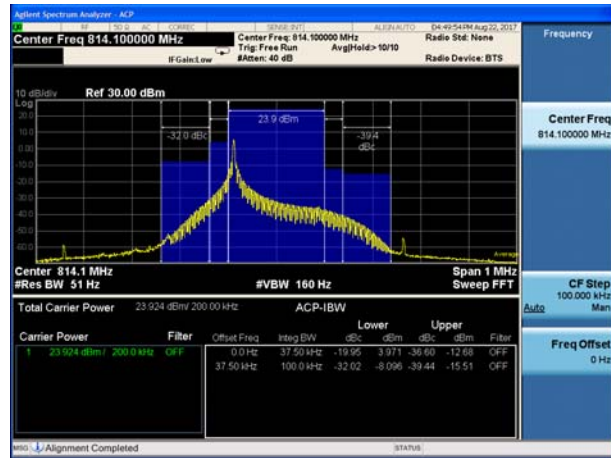 Agilent Spectrum Analyzer - ACP
RF 50 Ω AC CORREC SENSE:INT ALIGN AUTO 04:49:54 PM Aug 22, 2017
Center Freq 814.100000 MHz
Center Freq: 814.100000 MHz
Radio Std: None
Trig: Free Run Avg|Hold:> 10/10
IFGain:Low #Atten: 40 dB Radio Device: BTS
10 dB/div Ref 30.00 dBm
Log
20.0
10.0
0.00
-10.0
-20.0
-30.0
-40.0
-50.0
-60.0
-32.0 dBc
23.9 dBm
-39.4
dBc
Average
Center 814.1 MHz Span 1 MHz
#Res BW 51 Hz #VBW 160 Hz Sweep FFT
Total Carrier Power 23.924 dBm/ 200.00 kHz ACP-IBW
Lower Upper
Carrier Power Filter Offset Freq Integ BW dBc dBm dBc dBm Filter
1 23.924 dBm / 200.0 kHz OFF
0.0 Hz 37.50 kHz -19.95 3.971 -36.60 -12.68 OFF
37.50 kHz 100.0 kHz -32.02 -8.096 -39.44 -15.51 OFF
MSG Alignment Completed STATUS
Frequency
Center Freq
814.100000 MHz
CF Step
100.000 kHz
Auto Man
Freq Offset
0 Hz